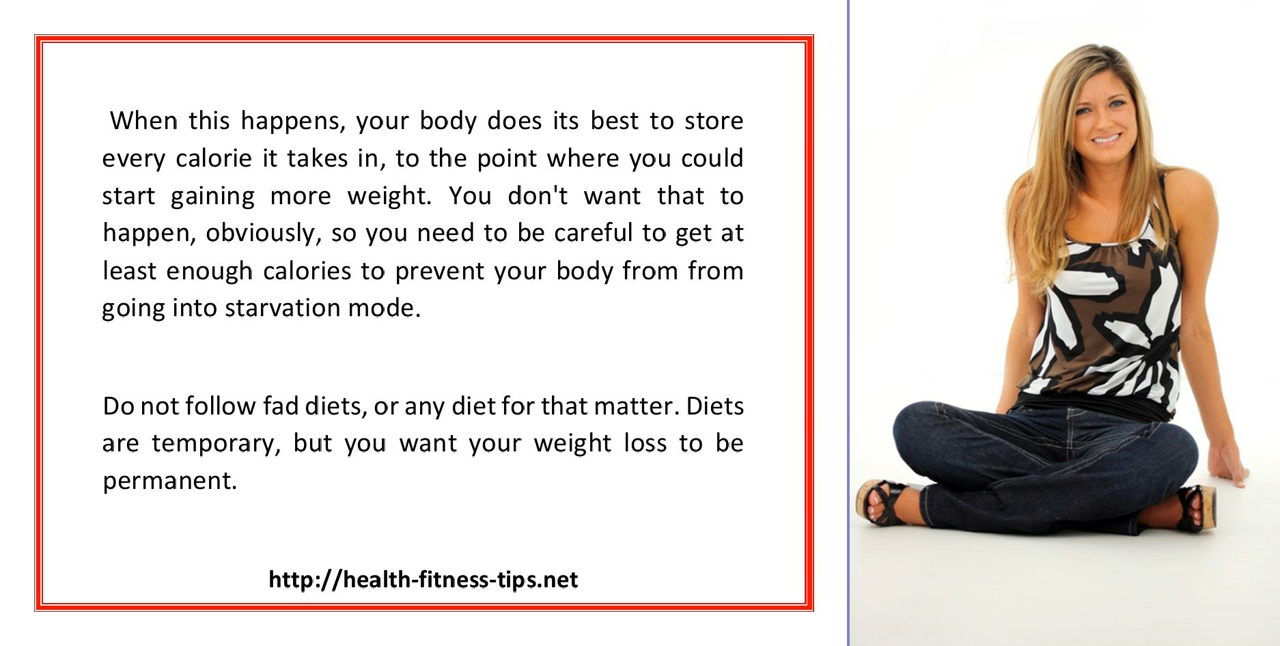 When this happens, your body does its best to store
every calorie it takes in, to the point where you could
start gaining more weight. You don't want that to
happen, obviously, so you need to be careful to get at
least enough calories to prevent your body from from
going into starvation mode.
Do not follow fad diets, or any diet for that matter. Diets
are temporary, but you want your weight loss to be
permanent.
http://health-fitness-tips.net